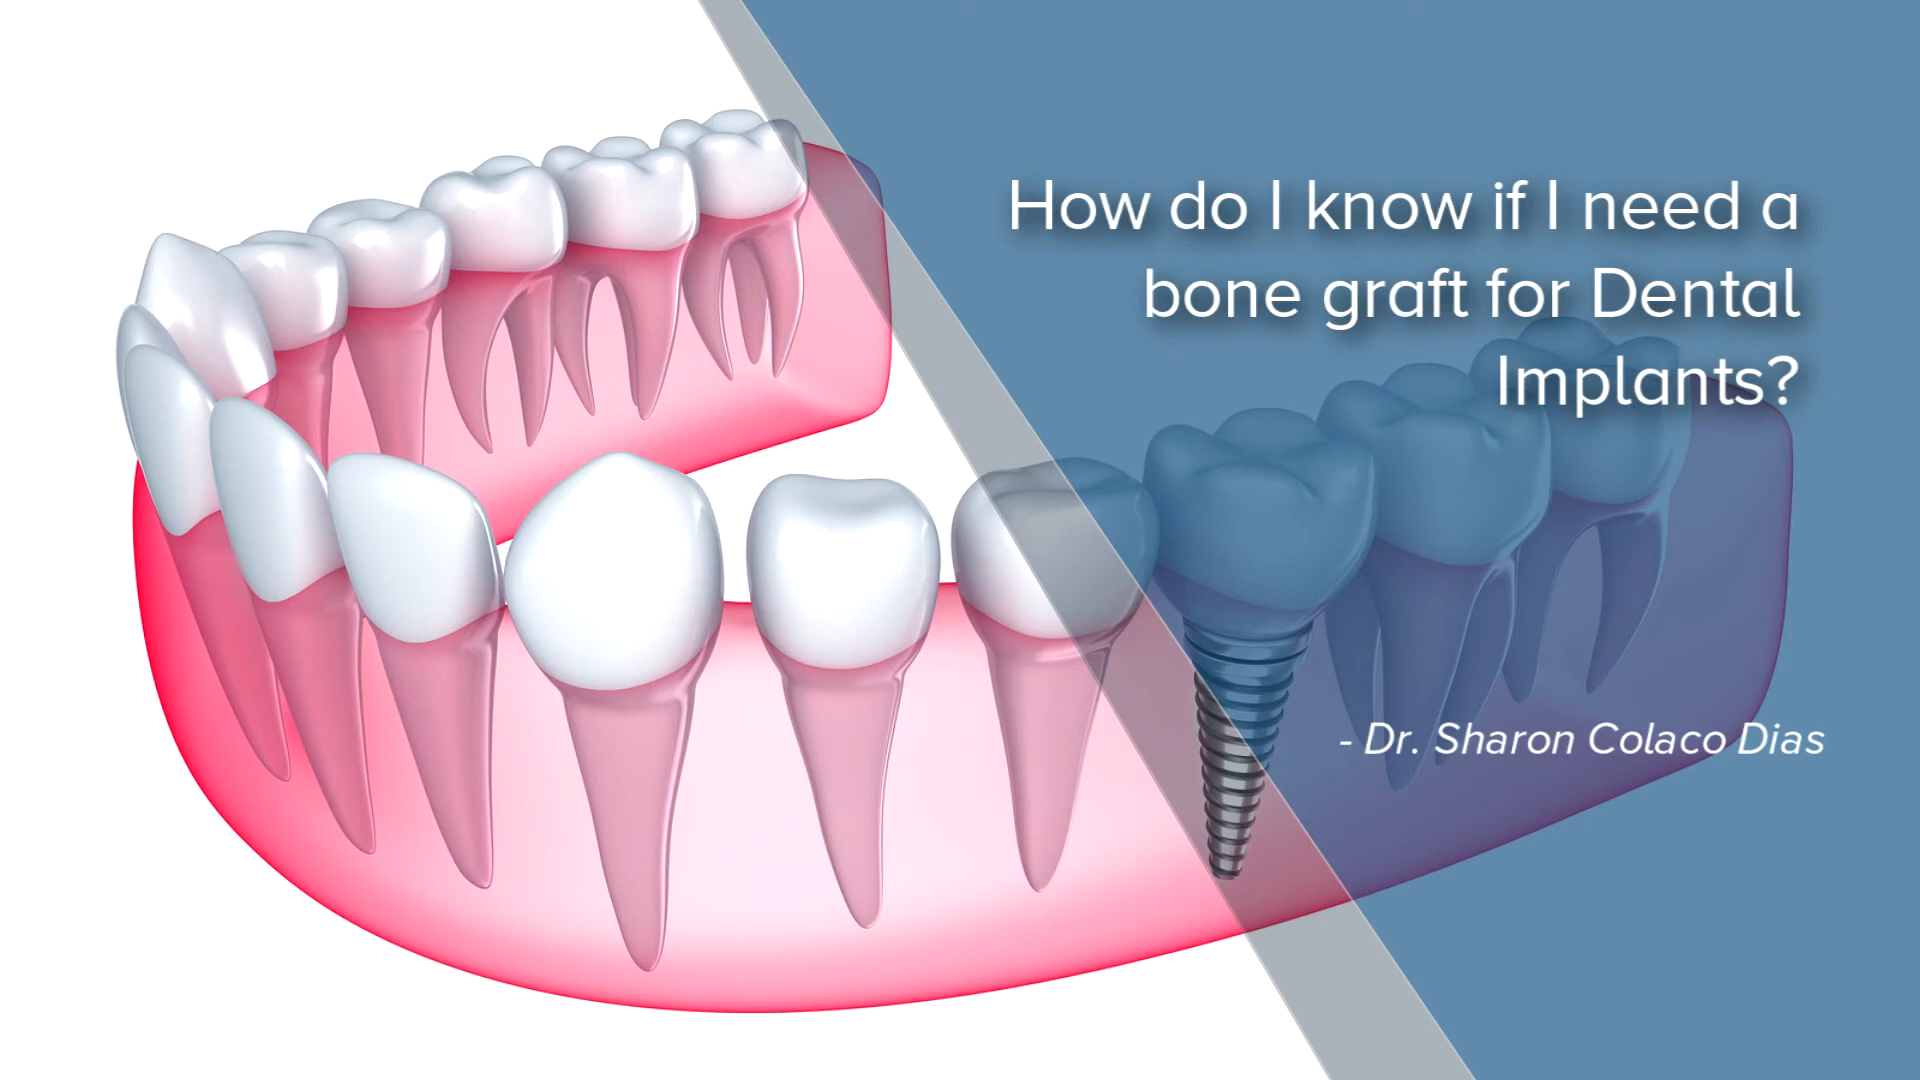 How do I know if I need a
bone graft for Dental
Implants?
- Dr. Sharon Colaco Dias